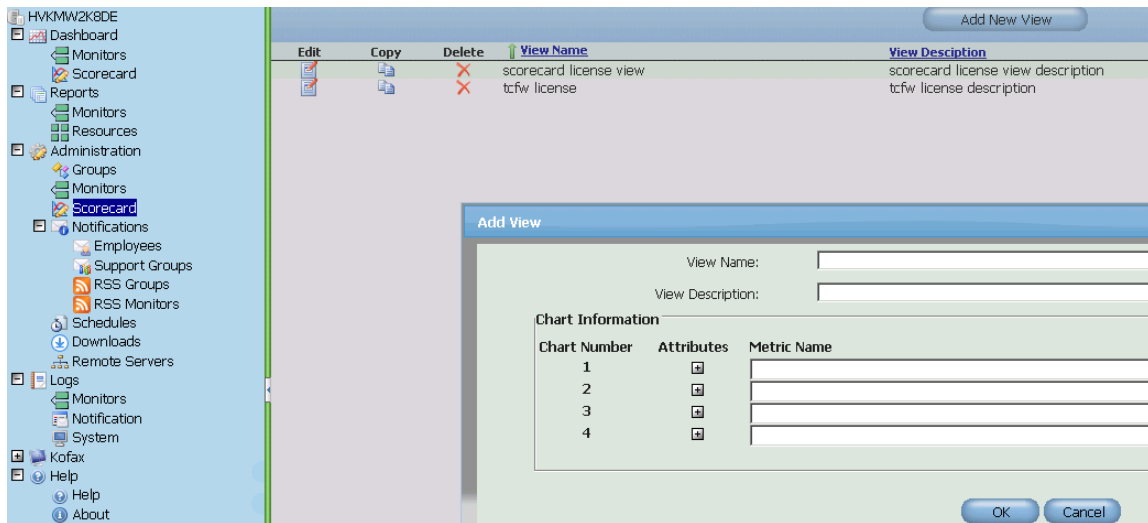 HVKMW2K8DE
Dashboard
Monitors
Scorecard
Reports
Monitors
Resources
Administration
Groups
Monitors
Scorecard
Notifications
Employees
Support Groups
RSS Groups
RSS Monitors
Schedules
Downloads
Remote Servers
Logs
Monitors
Notification
System
Kofax
Help
Help
About
Add New View
Edit Copy Delete View Name View Desciption
scorecard license view scorecard license view description
tcfw license tcfw license description
Add View
View Name:
View Description:
Chart Information
Chart Number Attributes Metric Name
1
2
3
4
OK Cancel